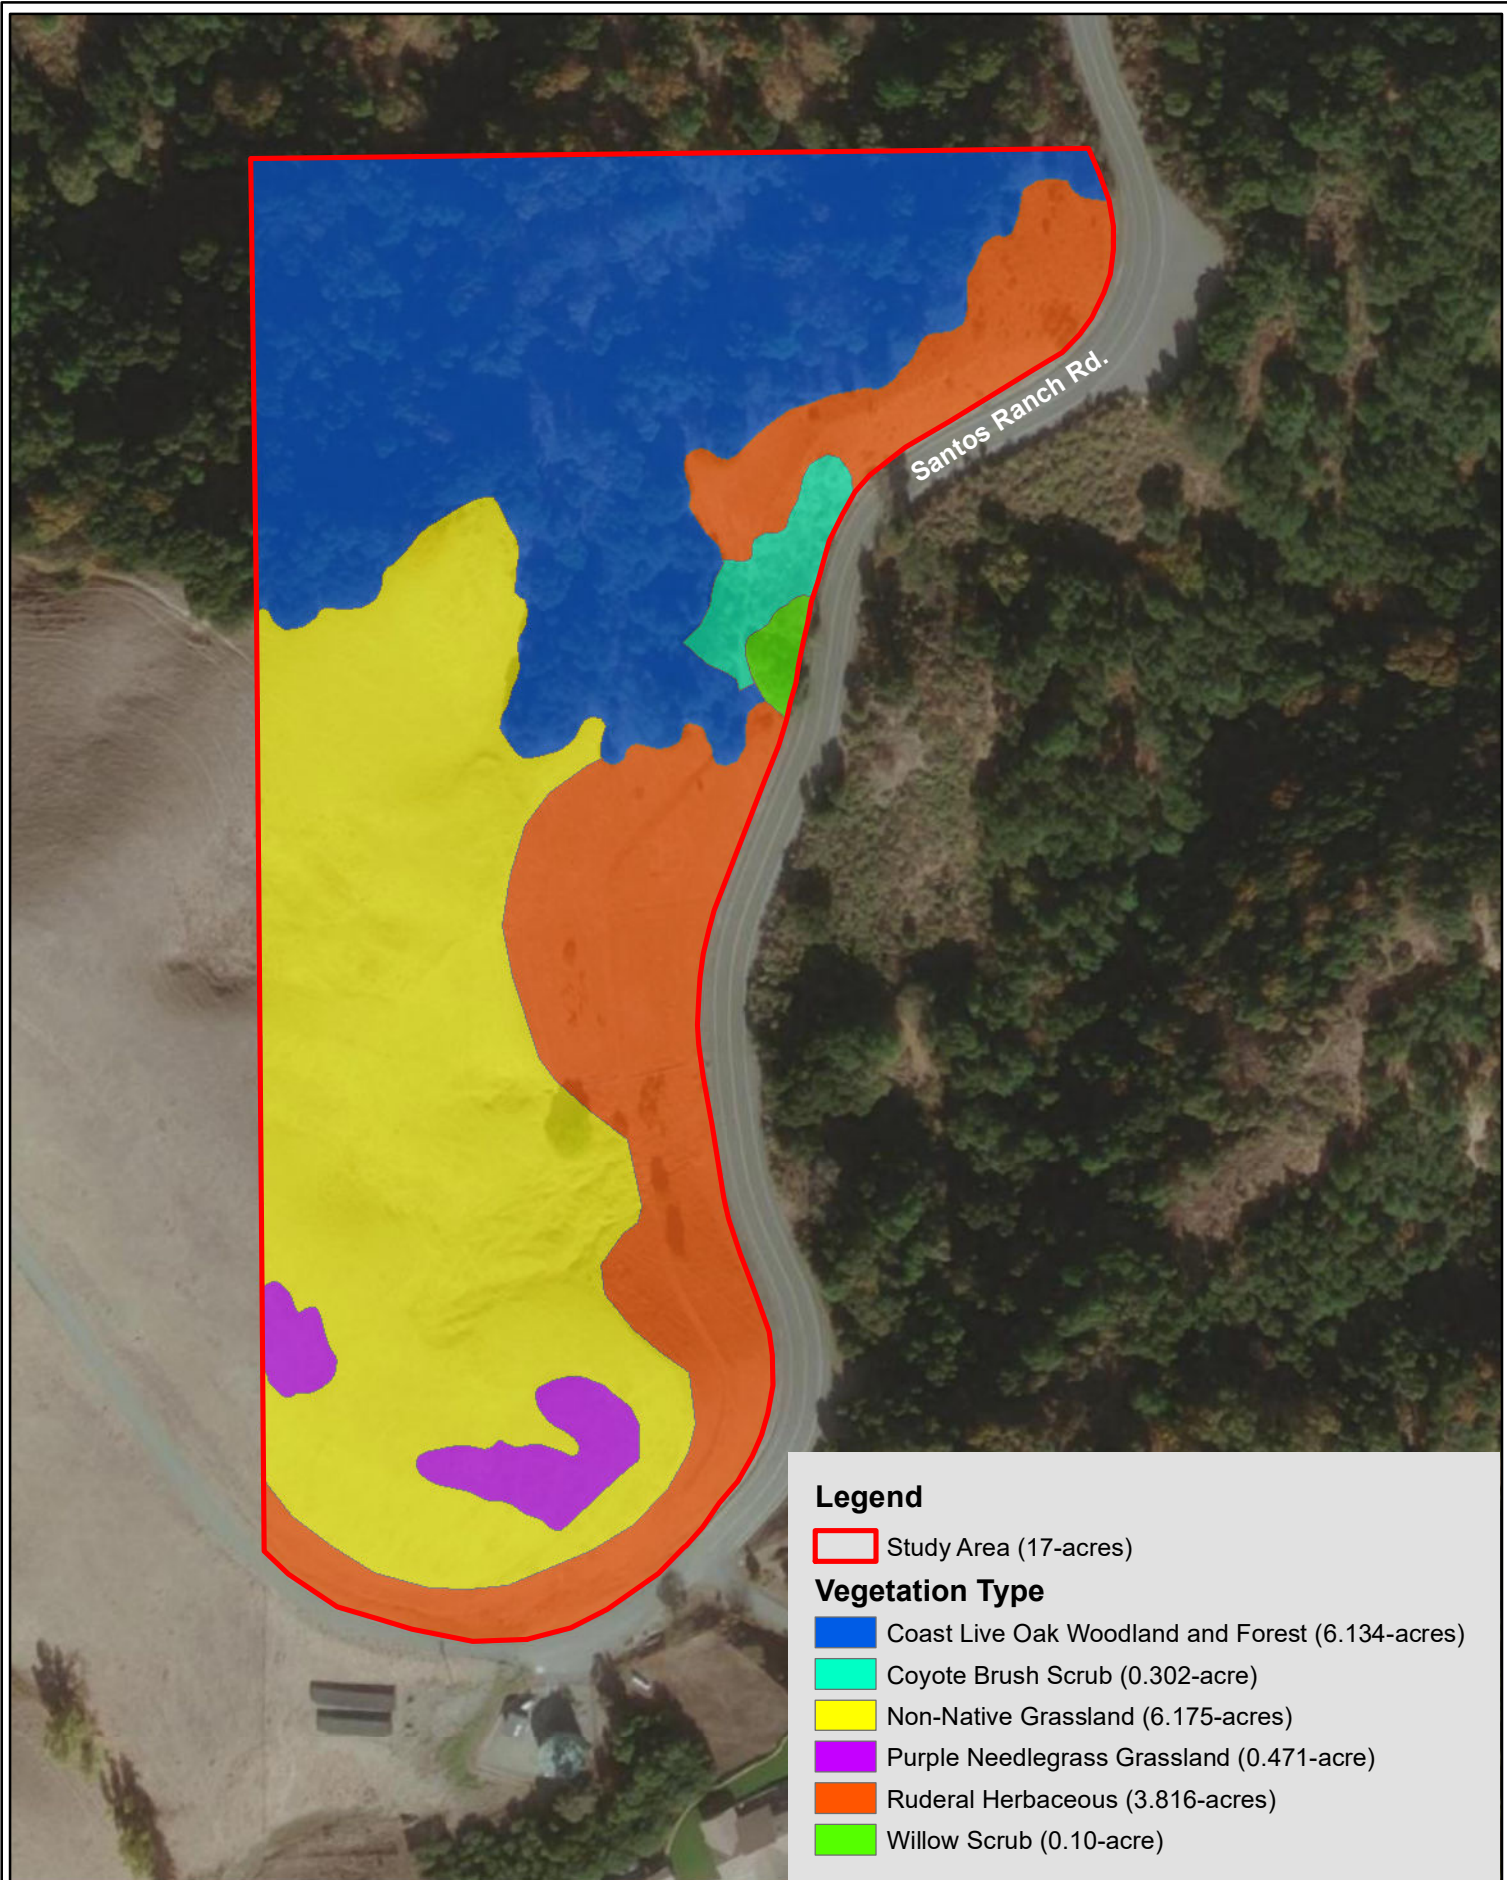 Santos Ranch Rd.
Legend
Study Area (17-acres)
Vegetation Type
Coast Live Oak Woodland and Forest (6.134-acres)
Coyote Brush Scrub (0.302-acre)
Non-Native Grassland (6.175-acres)
Purple Needlegrass Grassland (0.471-acre)
Ruderal Herbaceous (3.816-acres)
Willow Scrub (0.10-acre)